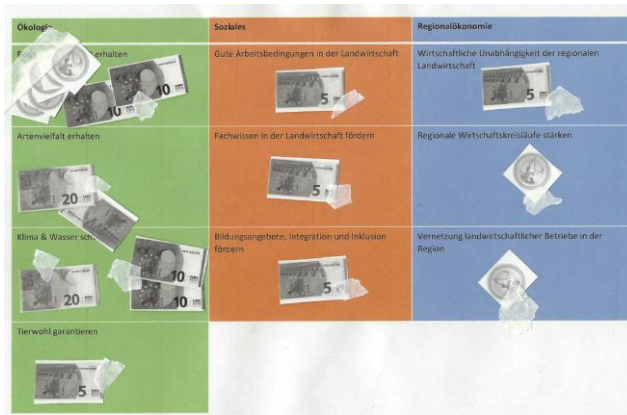 Ökologie
Soziales
Regionalökonomie
erhalten
Gute Arbeitsbedingungen in der Landwirtschaft
Wirtschaftliche Unabhängigkeit der regionalen
Landwirtschaft
10
10
5
5
Artenvielfalt erhalten
Fachwissen in der Landwirtschaft fördern
Regionale Wirtschaftskreisläufe stärken
20
5
Klima & Wasser
Bildungsangebote, Integration und Inklusion
fördern
Vernetzung landwirtschaftlicher Betriebe in der
Region
20
10
10
5
Tierwohl garantieren
5